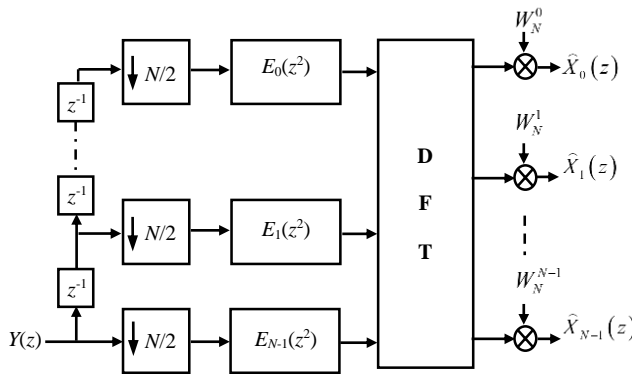 W_N^0
z^{-1} N/2 E_0(z^2) X̂_0(z)
W_N^1
D
z^{-1} N/2 E_1(z^2) F X̂_1(z)
T
z^{-1}
W_N^{N-1}
Y(z) N/2 E_{N-1}(z^2) X̂_{N-1}(z)